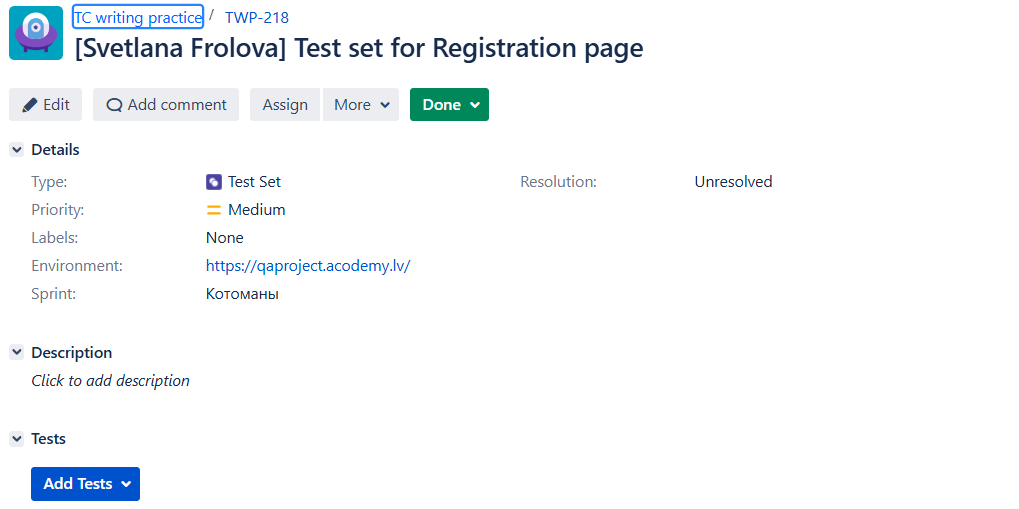 TC writing practice / TWP-218
[Svetlana Frolova] Test set for Registration page
Edit Add comment Assign More Done
Details
Type: Test Set Resolution: Unresolved
Priority: Medium
Labels: None
Environment: https://qaproject.acodemy.lv/
Sprint: Котоманы
Description
Click to add description
Tests
Add Tests